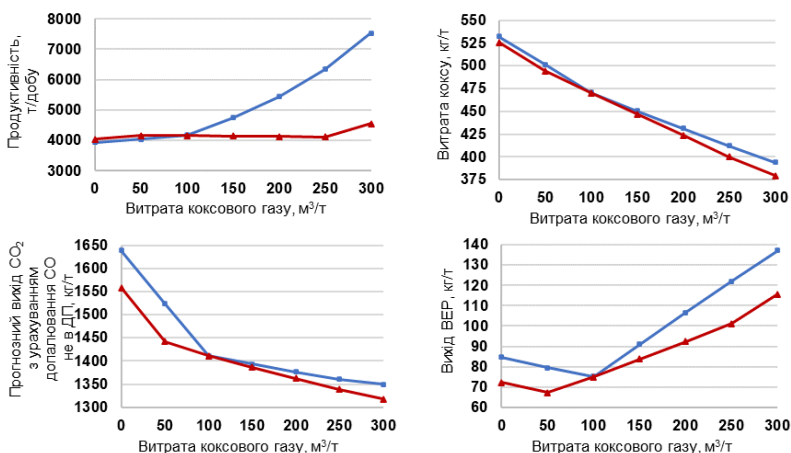 Продуктивність,
т/добу
8000
7000
6000
5000
4000
3000
0 50 100 150 200 250 300
Витрата коксового газу, м³/т
Витрата коксу, кг/т
550
525
500
475
450
425
400
375
0 50 100 150 200 250 300
Витрата коксового газу, м³/т
Прогнозний вихід CO₂
з урахуванням
допалювання CO
не в ДП, кг/т
1650
1600
1550
1500
1450
1400
1350
1300
0 50 100 150 200 250 300
Витрата коксового газу, м³/т
Вихід ВЕР, кг/т
140
130
120
110
100
90
80
70
60
0 50 100 150 200 250 300
Витрата коксового газу, м³/т